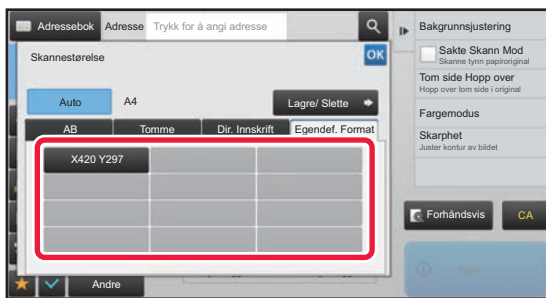 Adressebok Adresse Trykk for å angi adresse
Skannestørelse OK
Auto A4 Lagre/ Slette
AB Tomme Dir. Innskrift Egendef. Format
X420 Y297
Andre
Bakgrunnsjustering
Sakte Skann Mod
Skanne tynn papiroriginal
Tom side Hopp over
Hopp over tom side i original
Fargemodus
Skarphet
Juster kontur av bildet
Forhåndsvis CA
Start